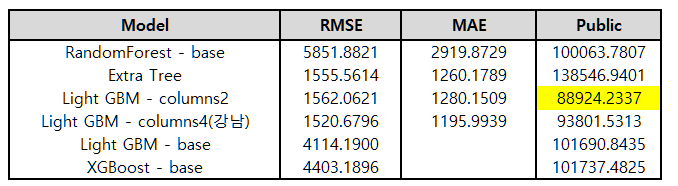 Model RMSE MAE Public
RandomForest - base 5851.8821 2919.8729 100063.7807
Extra Tree 1555.5614 1260.1789 138546.9401
Light GBM - columns2 1562.0621 1280.1509 88924.2337
Light GBM - columns4(강남) 1520.6796 1195.9939 93801.5313
Light GBM - base 4114.1900 101690.8435
XGBoost - base 4403.1896 101737.4825